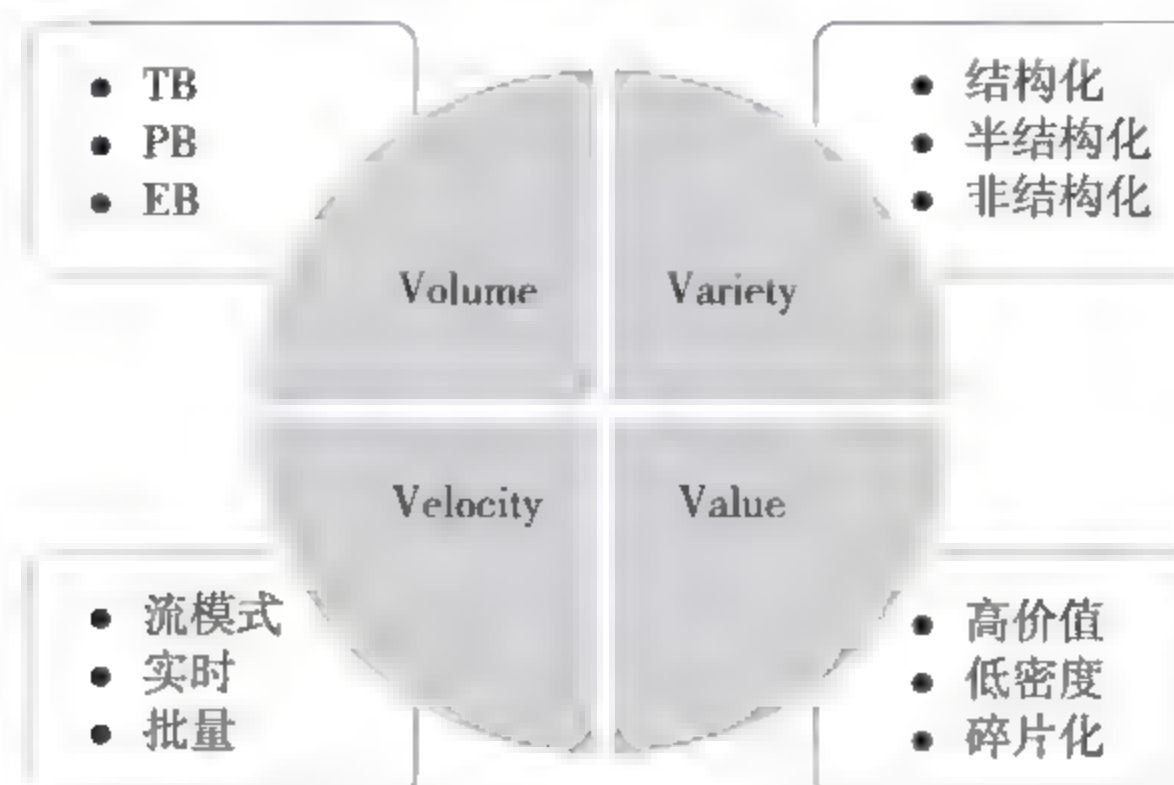 TB
PB
EB
结构化
半结构化
非结构化
Volume
Variety
Velocity
Value
流模式
实时
批量
高价值
低密度
碎片化